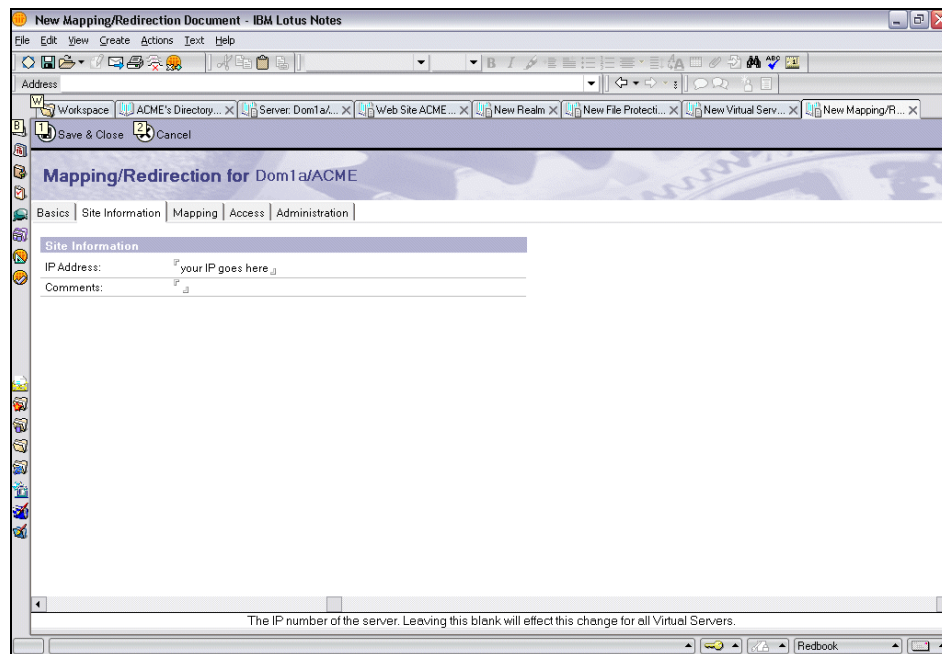 New Mapping/Redirection Document - IBM Lotus Notes
File Edit View Create Actions Text Help
B I
Address
W Workspace ACME's Directory... Server: Dom1a/... Web Site ACME... New Realm New File Protecti... New Virtual Serv... New Mapping/R...
B 1 Save & Close 2 Cancel
Mapping/Redirection for Dom1a/ACME
Basics Site Information Mapping Access Administration
Site Information
IP Address: your IP goes here
Comments:
The IP number of the server. Leaving this blank will effect this change for all Virtual Servers.
Redbook